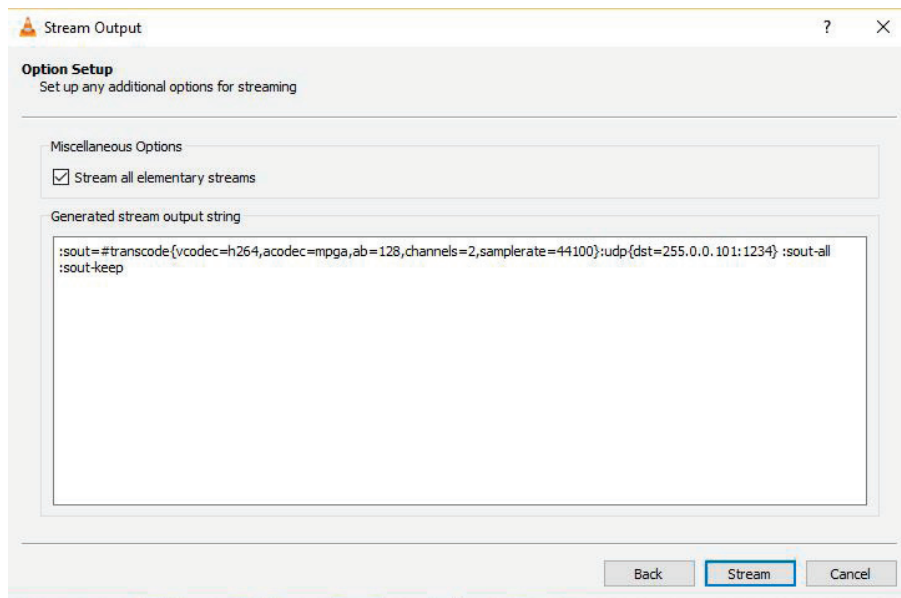 Stream Output
Option Setup
Set up any additional options for streaming
Miscellaneous Options
Stream all elementary streams
Generated stream output string
:sout=#transcode{vcodec=h264,acodec=mpga,ab=128,channels=2,samplerate=44100}:udp{dst=255.0.0.101:1234} :sout-all
:sout-keep
Back Stream Cancel